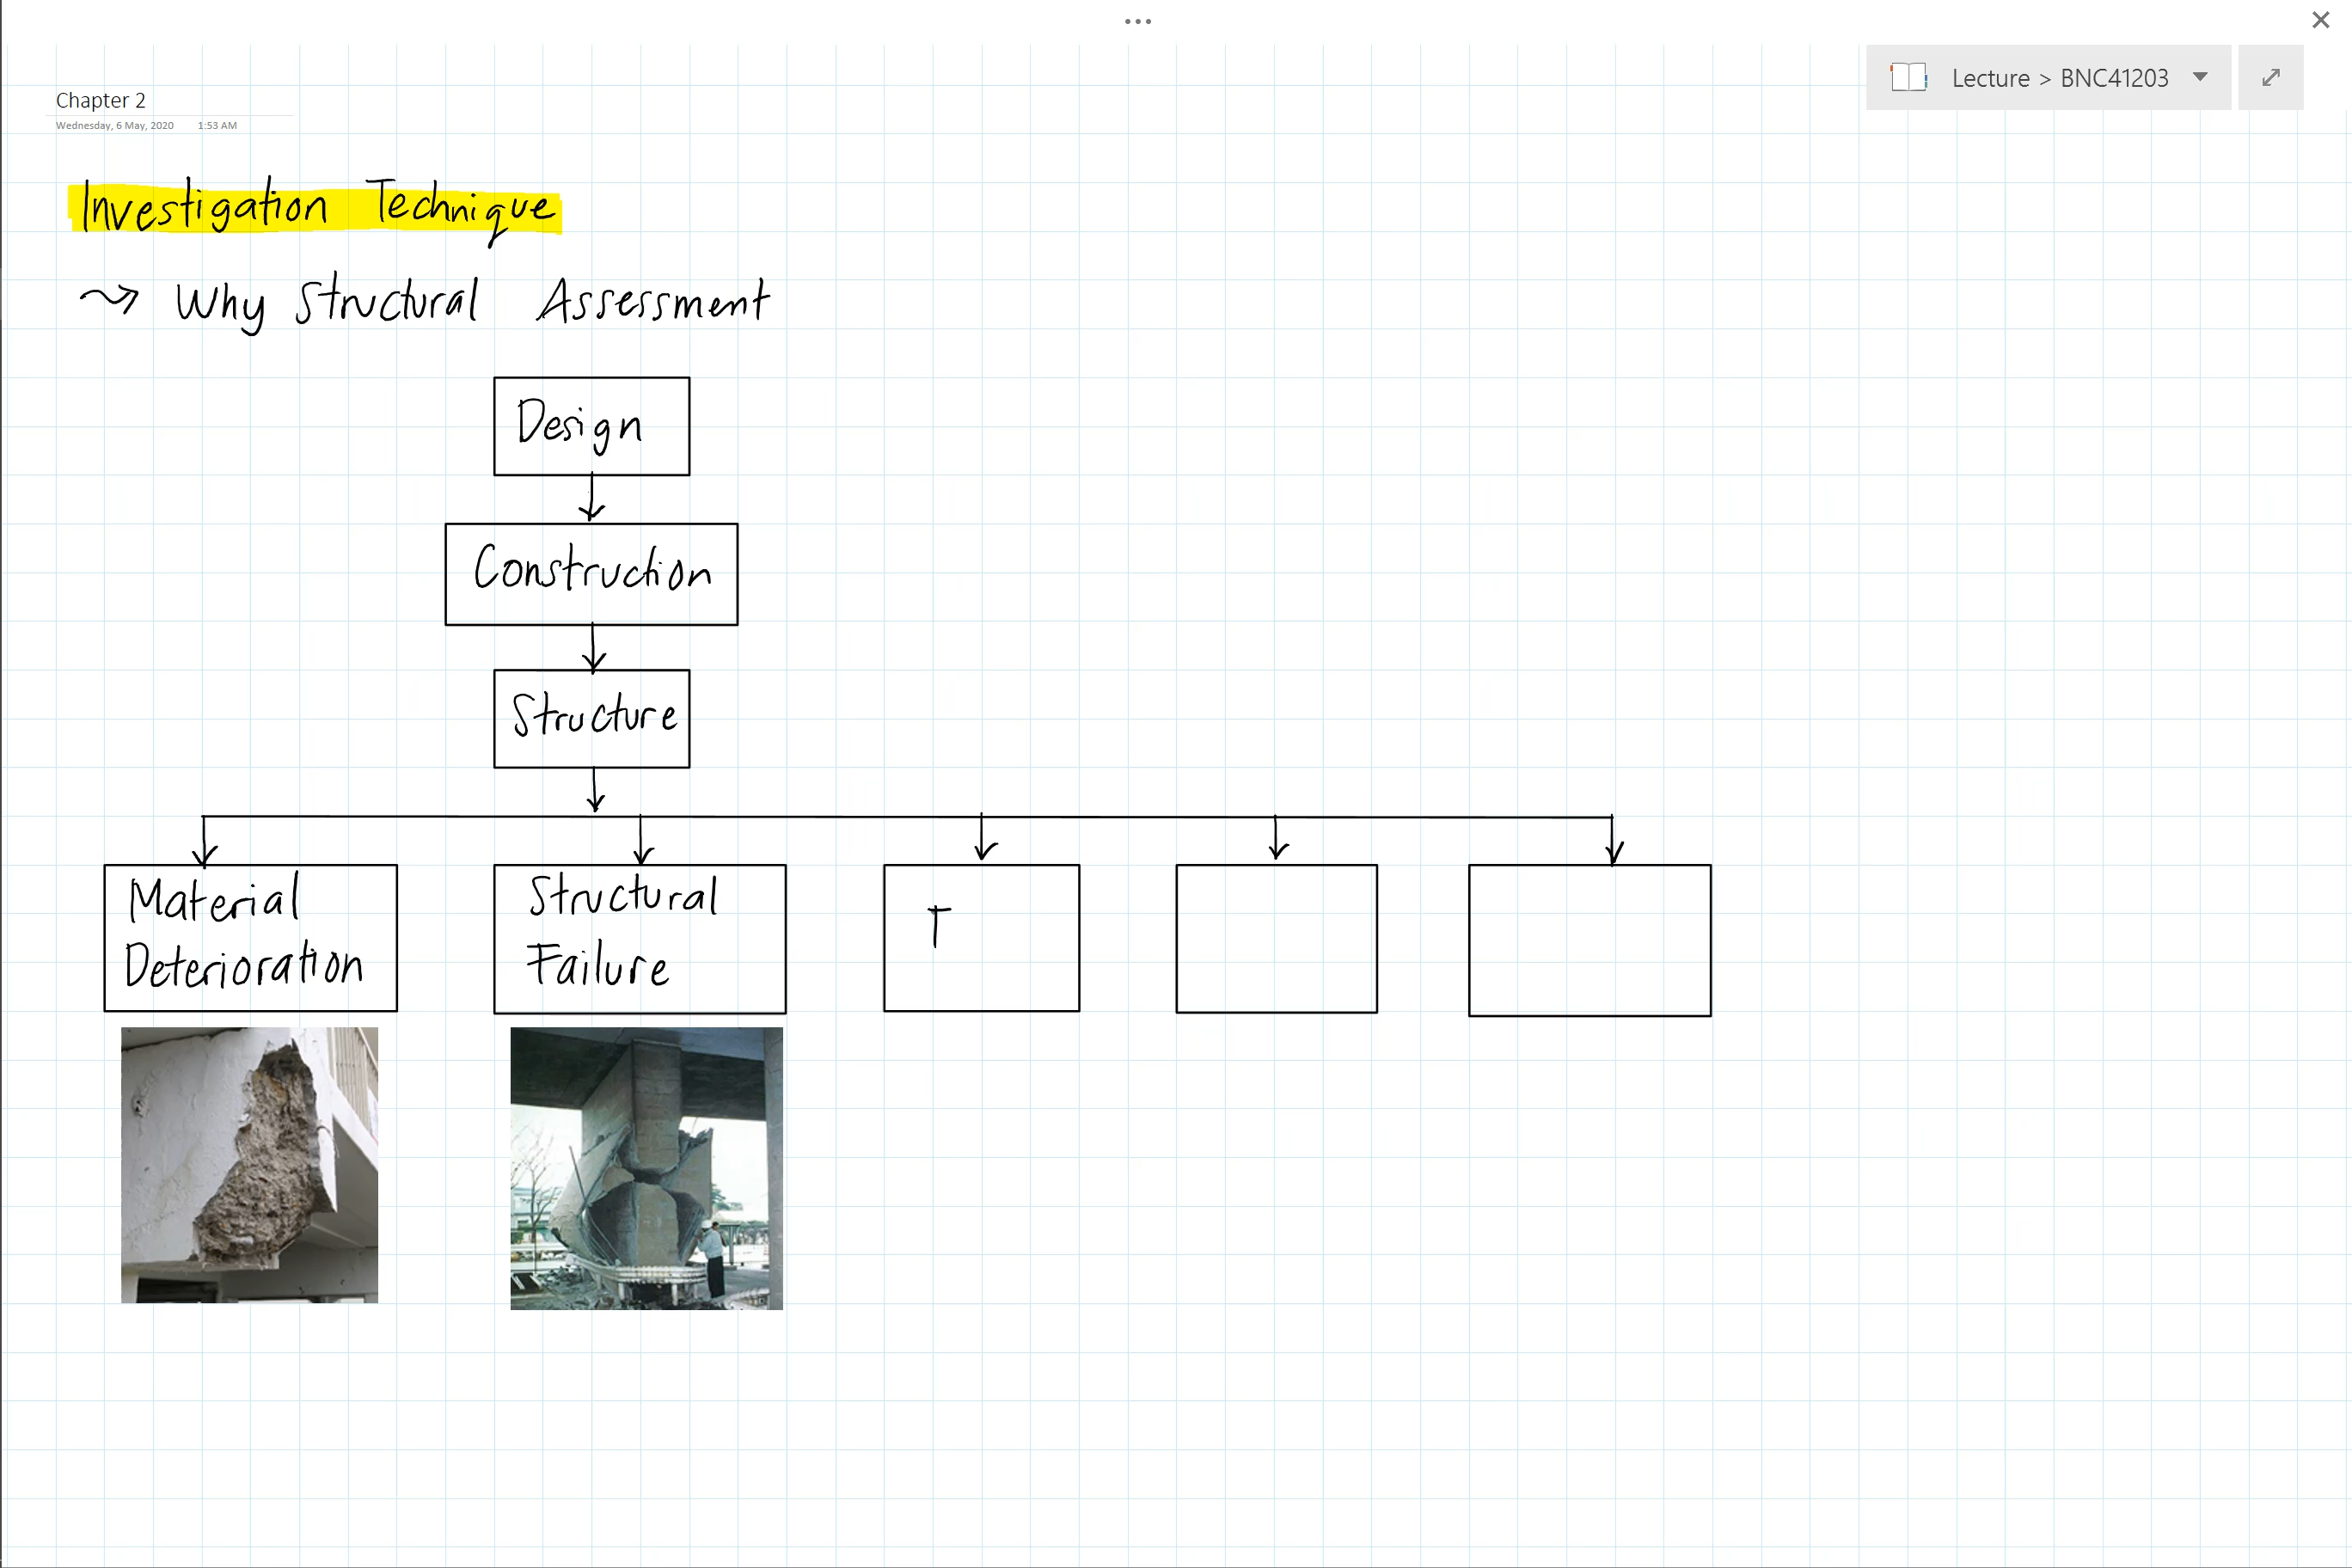 Lecture > BNC41203
Chapter 2
Wednesday, 6 May, 2020 1:53 AM
Investigation Technique
Why Structural Assessment
Design
Construction
Structure
Material
Deterioration
Structural
Failure
T